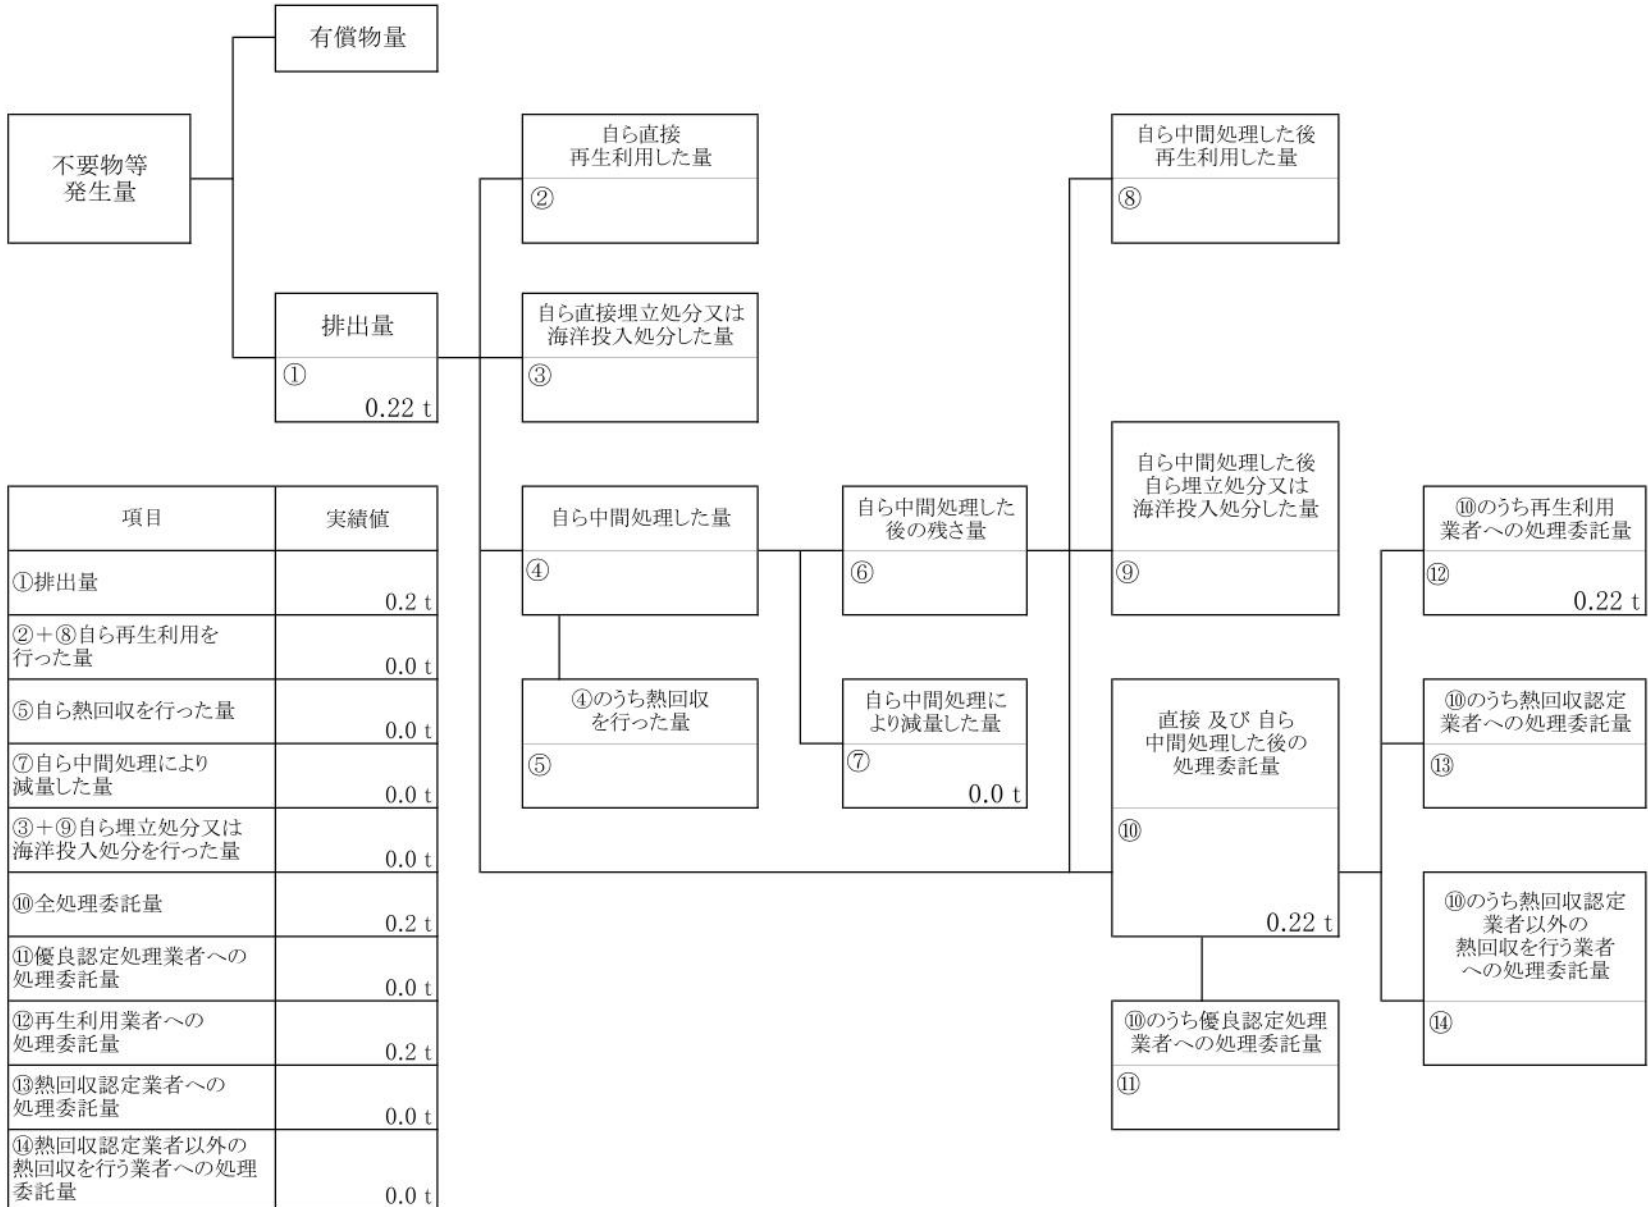 有償物量
不要物等
発生量
自ら直接
再生利用した量
②
自ら中間処理した後
再生利用した量
⑧
排出量
①
0.22 t
自ら直接埋立処分又は
海洋投入処分した量
③
自ら中間処理した量
④
自ら中間処理した
後の残さ量
⑥
自ら中間処理した後
自ら埋立処分又は
海洋投入処分した量
⑨
⑩のうち再生利用
業者への処理委託量
⑫
0.22 t
④のうち熱回収
を行った量
⑤
自ら中間処理に
より減量した量
⑦
0.0 t
直接 及び 自ら
中間処理した後の
処理委託量
⑩
0.22 t
⑩のうち熱回収認定
業者への処理委託量
⑬
⑩のうち熱回収認定
業者以外の
熱回収を行う業者
への処理委託量
⑭
⑩のうち優良認定処理
業者への処理委託量
⑪
項目 実績値
①排出量
0.2 t
②＋⑧自ら再生利用を
行った量
0.0 t
⑤自ら熱回収を行った量
0.0 t
⑦自ら中間処理により
減量した量
0.0 t
③＋⑨自ら埋立処分又は
海洋投入処分を行った量
0.0 t
⑩全処理委託量
0.2 t
⑪優良認定処理業者への
処理委託量
0.0 t
⑫再生利用業者への
処理委託量
0.2 t
⑬熱回収認定業者への
処理委託量
0.0 t
⑭熱回収認定業者以外の
熱回収を行う業者への処理
委託量
0.0 t